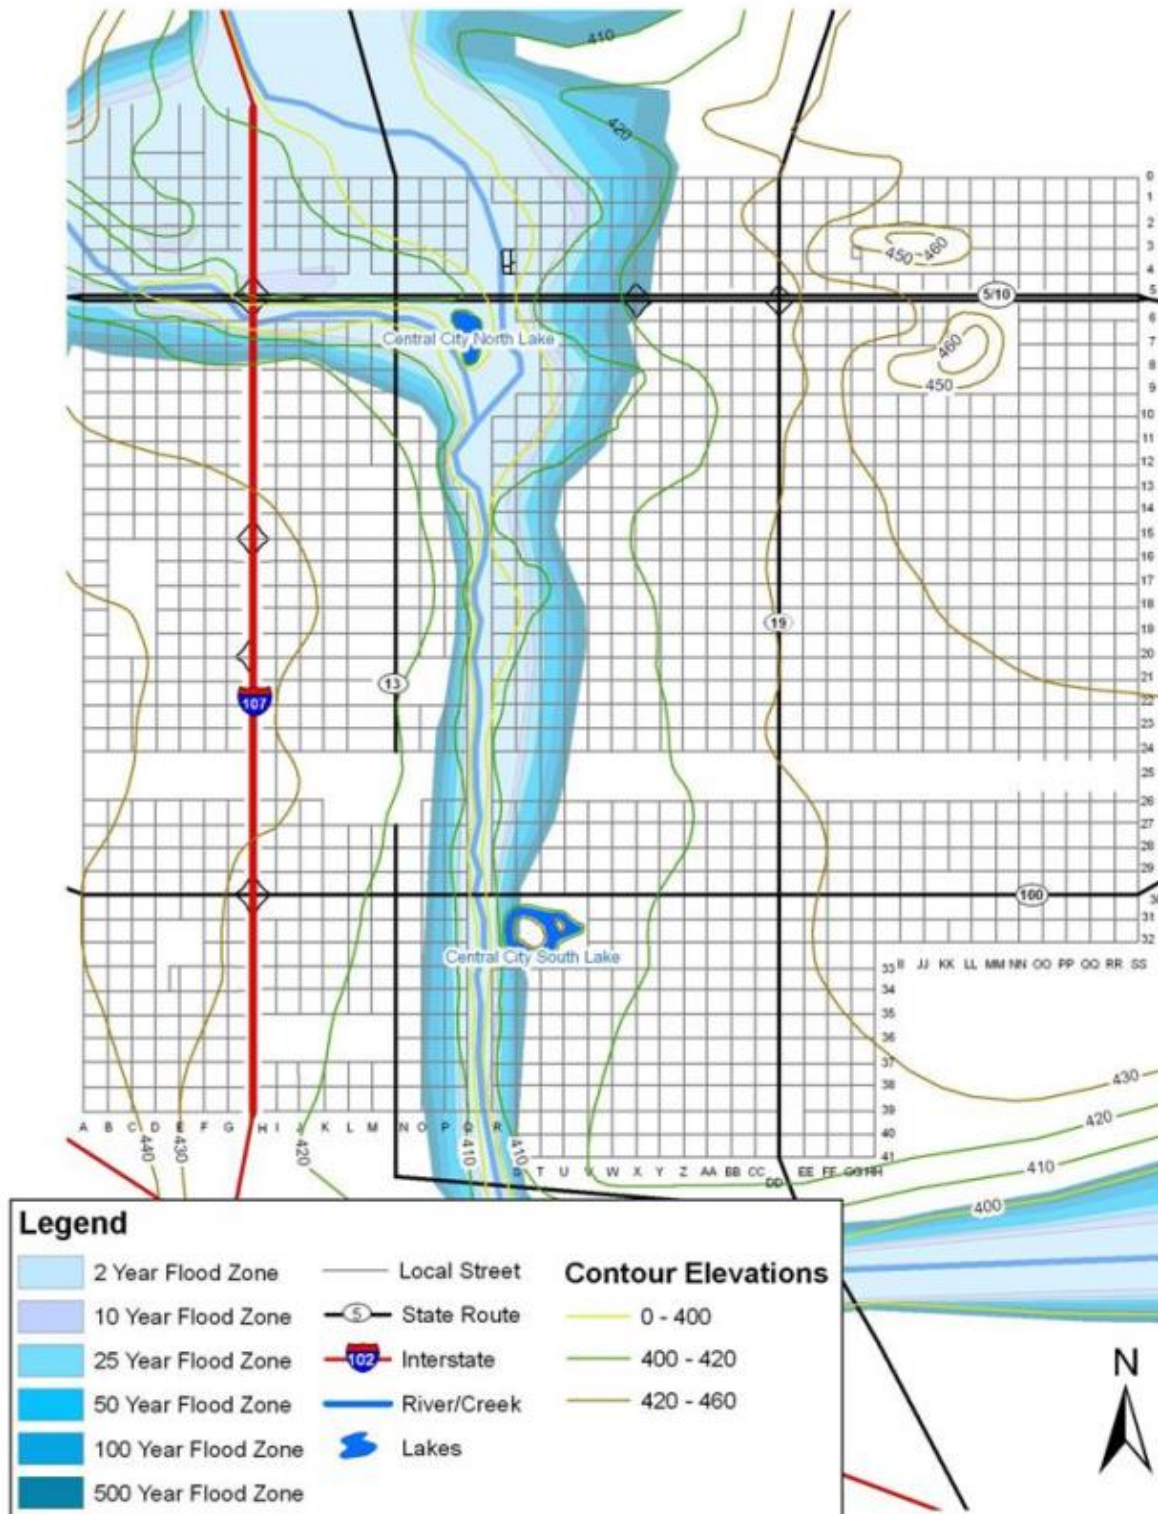 410
420
0
1
2
3
4
5
6
7
8
9
10
11
12
13
14
15
16
17
18
19
20
21
22
23
24
25
26
27
28
29
30
31
32
450
460
5/10
Central City North Lake
460
450
19
13
107
100
Central City South Lake
II JJ KK LL MM NN OO PP QQ RR SS
33
34
35
36
37
38
39
40
41
430
420
410
400
A B C D E F G H I J K L M N O P Q R
440
430
420
410
410
S T U V W X Y Z AA BB CC DD EE FF GG HH
Legend
2 Year Flood Zone
10 Year Flood Zone
25 Year Flood Zone
50 Year Flood Zone
100 Year Flood Zone
500 Year Flood Zone
Local Street
5 State Route
102 Interstate
River/Creek
Lakes
Contour Elevations
0 - 400
400 - 420
420 - 460
N